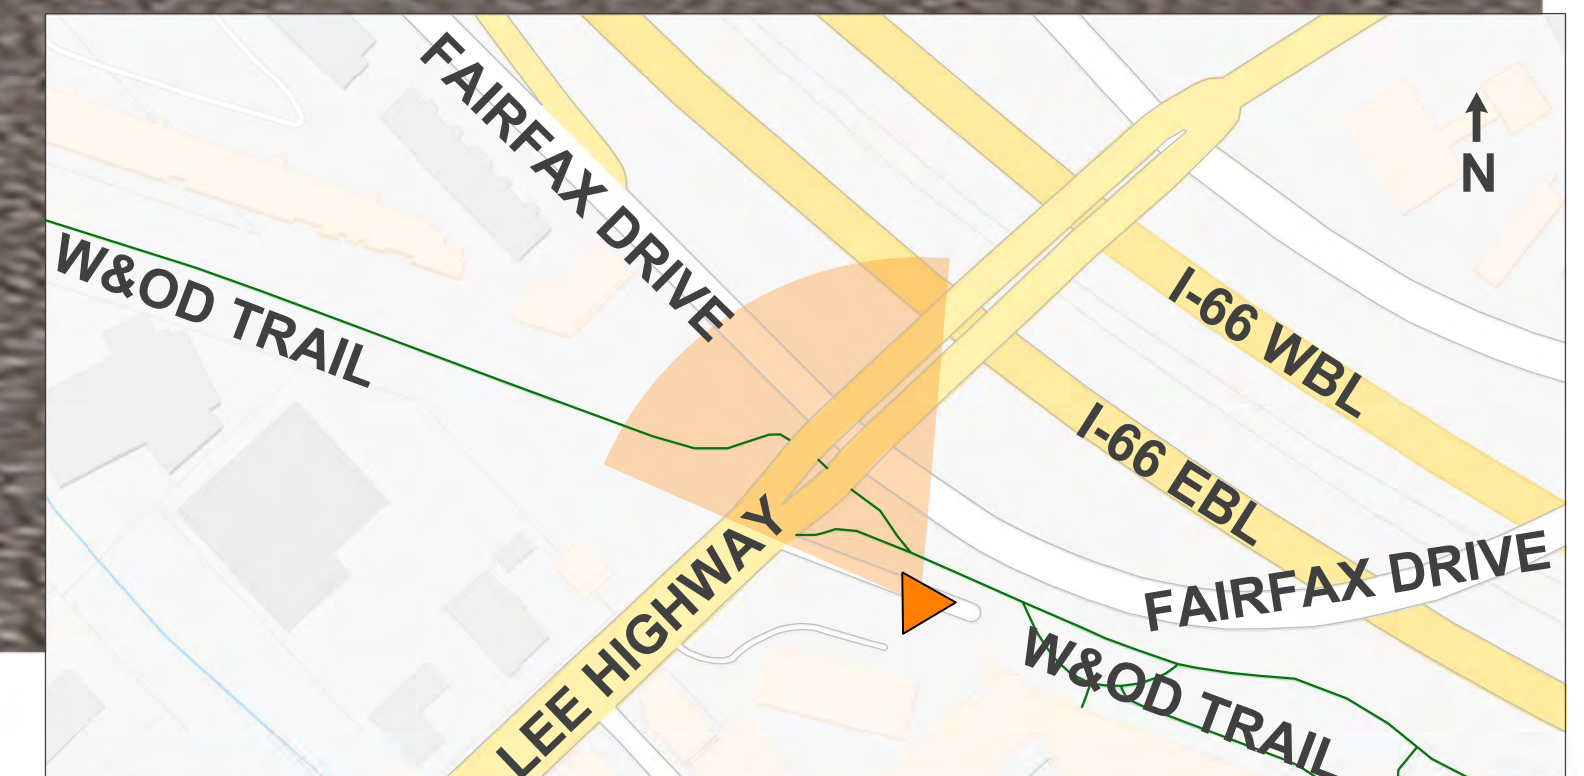 FAIRFAX DRIVE
N
W&OD TRAIL
I-66 WBL
I-66 EBL
LEE HIGHWAY
FAIRFAX DRIVE
W&OD TRAIL